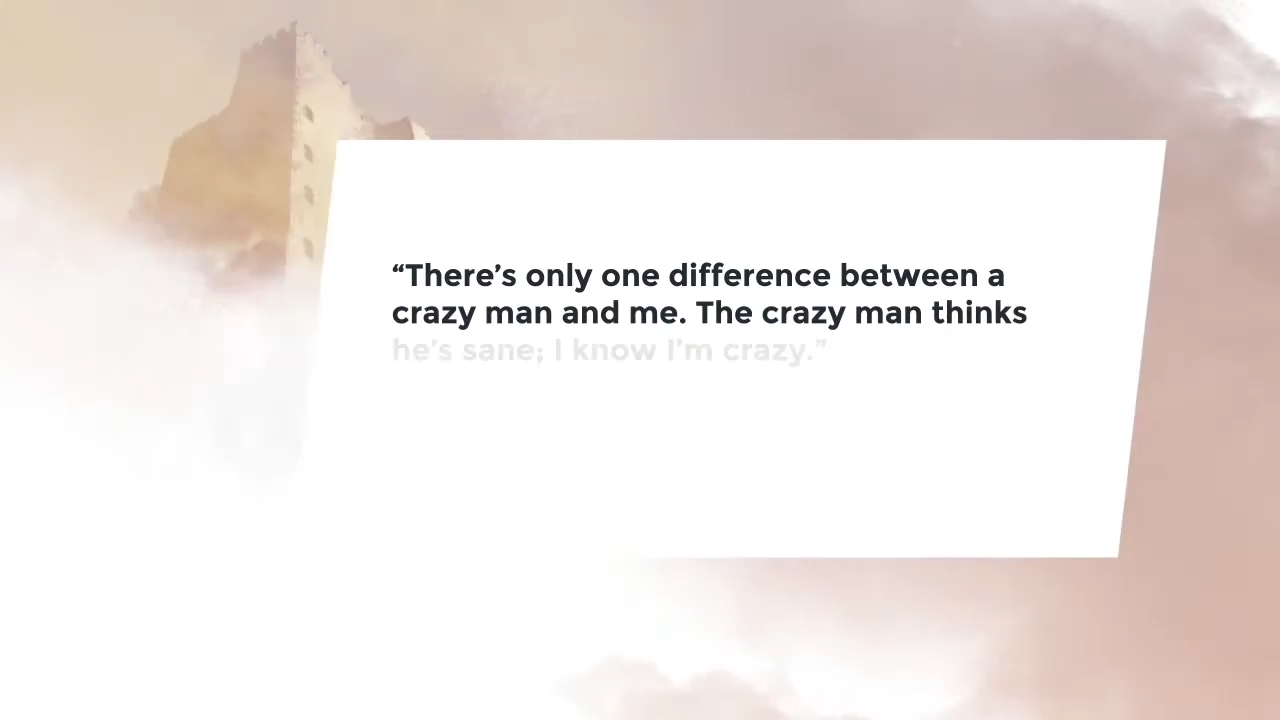 “There’s only one difference between a
crazy man and me. The crazy man thinks
he’s sane; I know I’m crazy.”